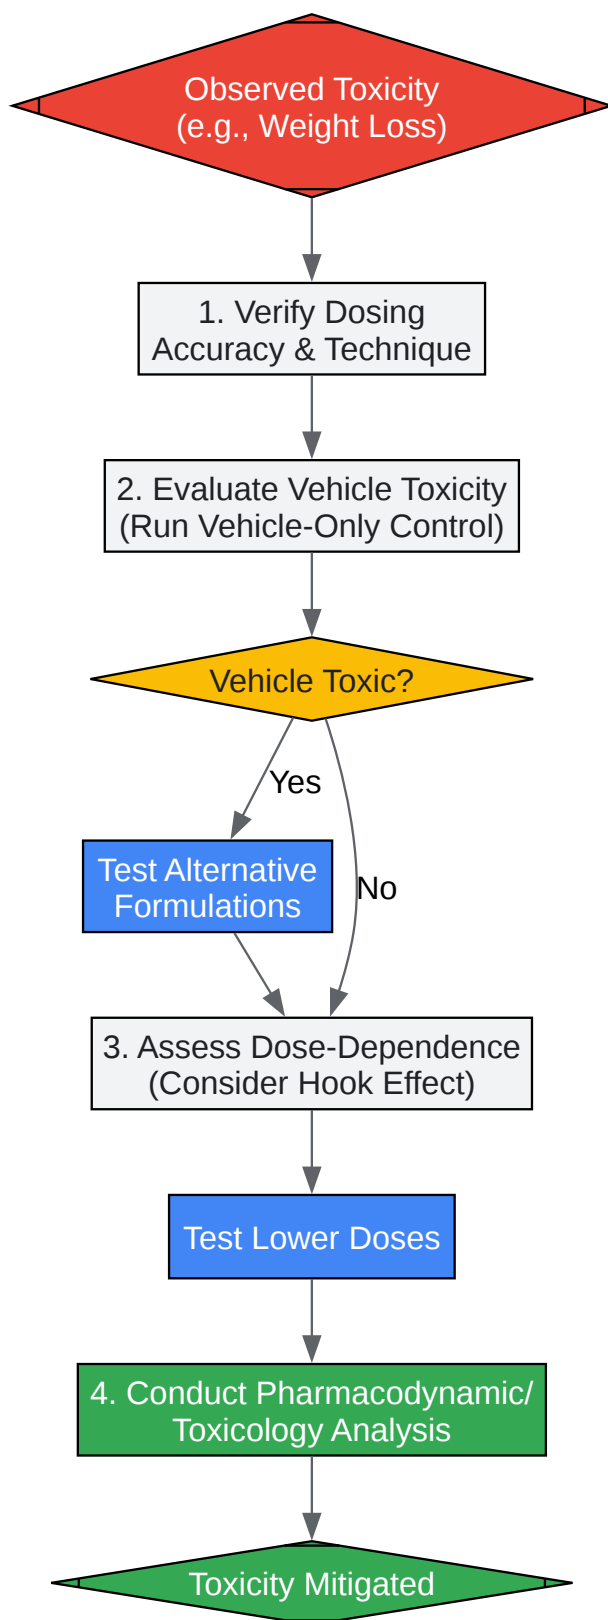 Observed Toxicity
(e.g., Weight Loss)
1. Verify Dosing
Accuracy & Technique
2. Evaluate Vehicle Toxicity
(Run Vehicle-Only Control)
Vehicle Toxic?
Yes
Test Alternative
Formulations
No
3. Assess Dose-Dependence
(Consider Hook Effect)
Test Lower Doses
4. Conduct Pharmacodynamic/
Toxicology Analysis
Toxicity Mitigated